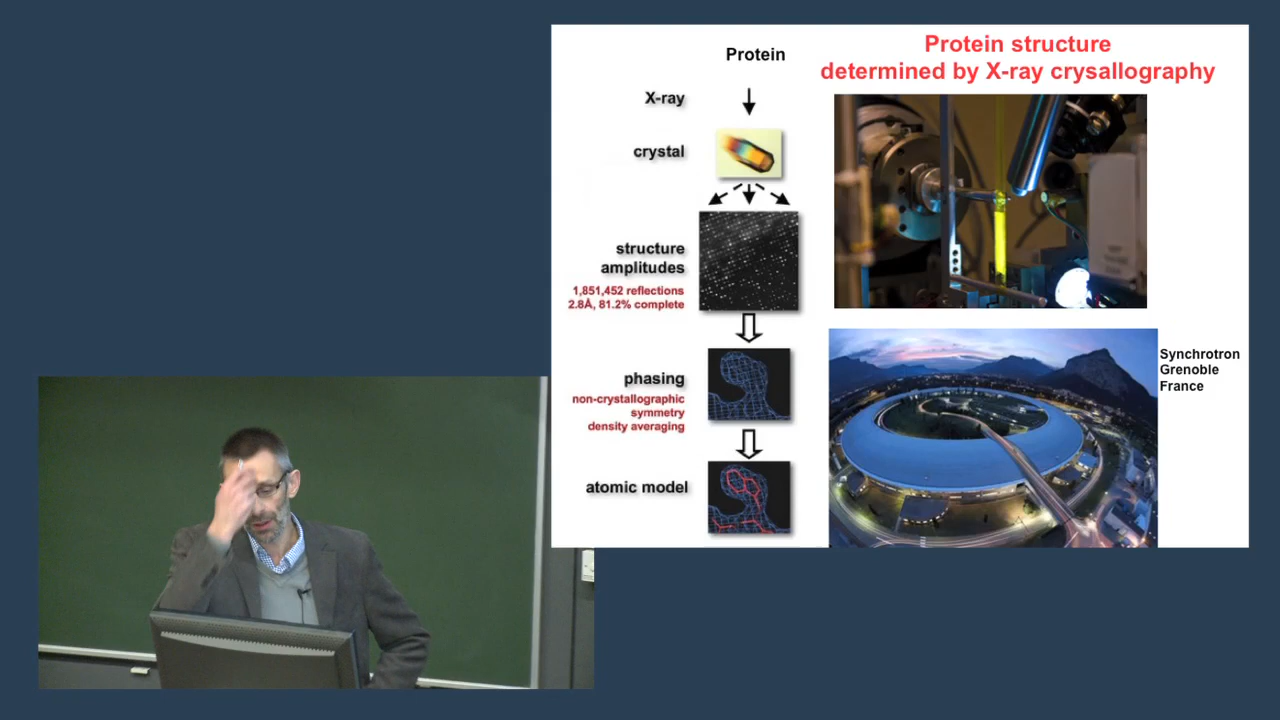 Protein structure
determined by X-ray crysallography
Protein
X-ray
crystal
structure
amplitudes
1,851,452 reflections
2.8Å, 81.2% complete
phasing
non-crystallographic
symmetry
density averaging
atomic model
Synchrotron
Grenoble
France